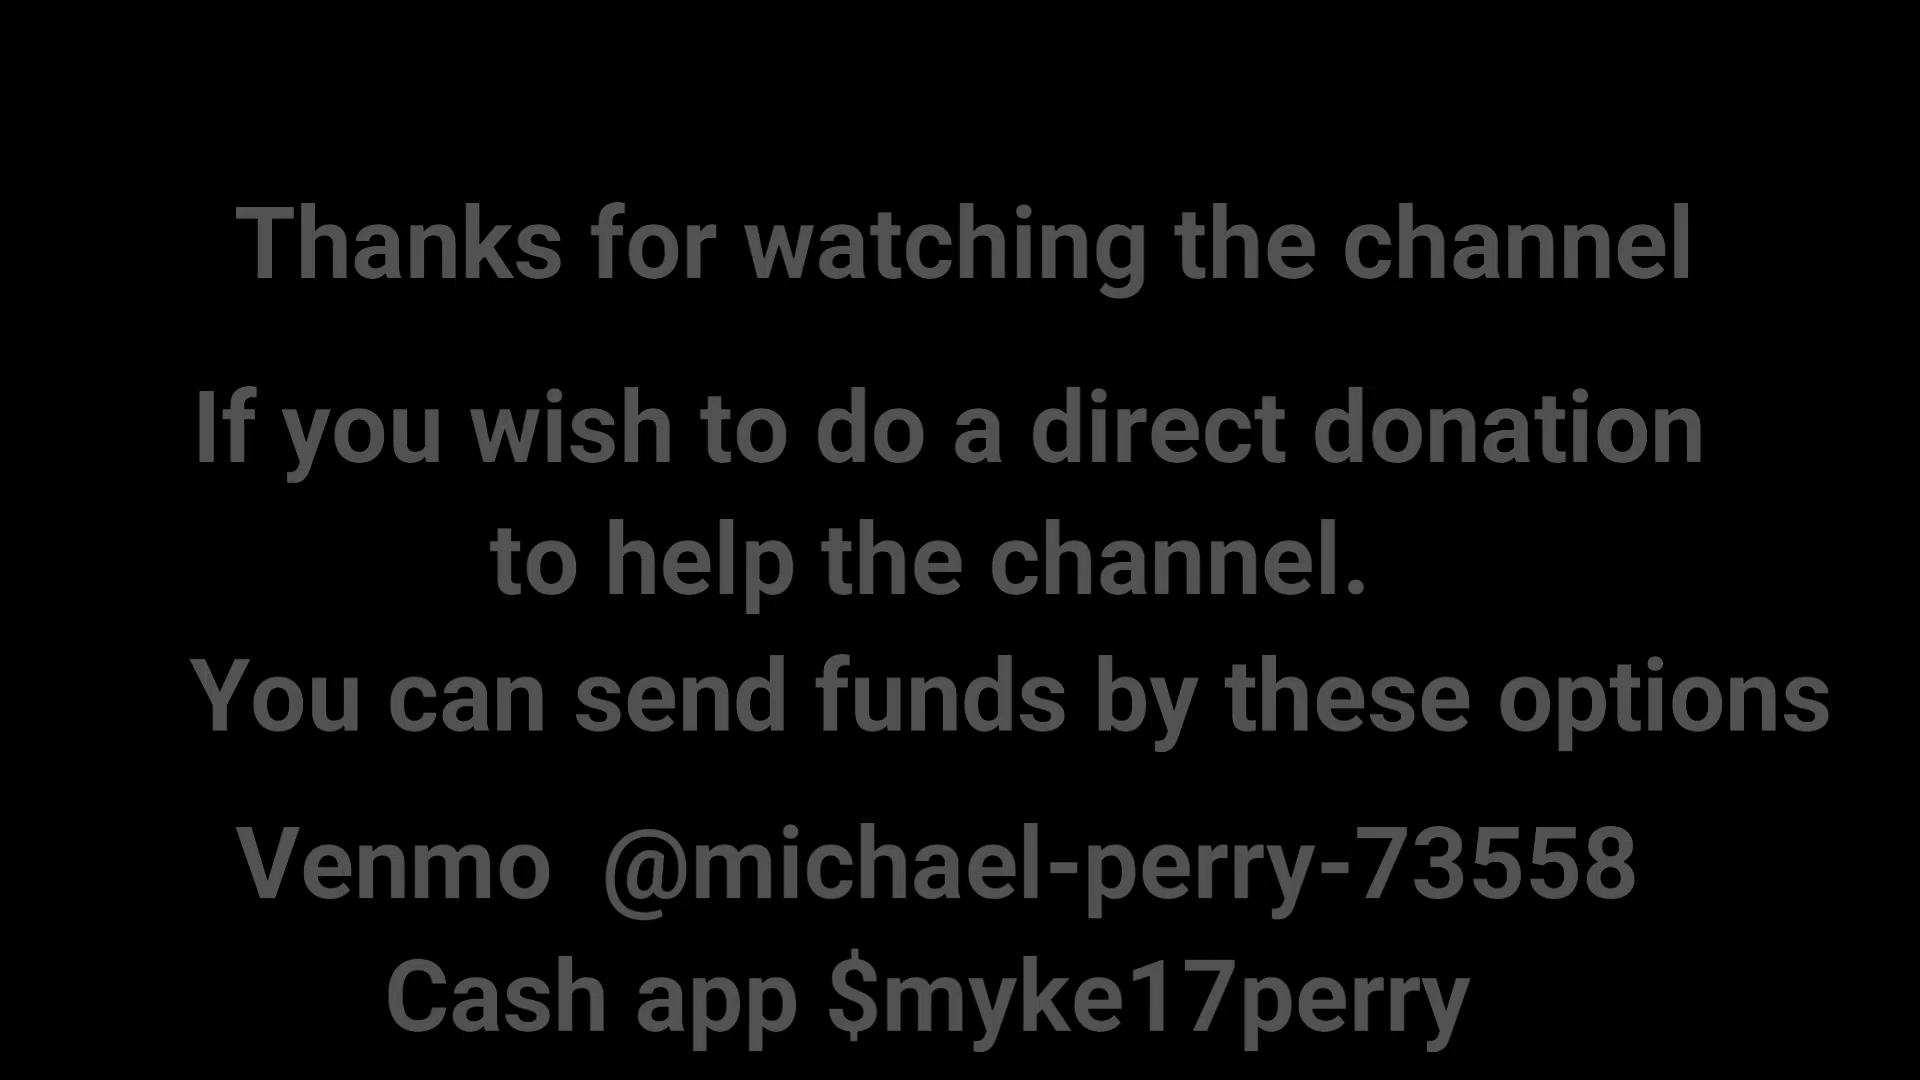 Thanks for watching the channel
If you wish to do a direct donation
to help the channel.
You can send funds by these options
Venmo  @michael-perry-73558
Cash app $myke17perry